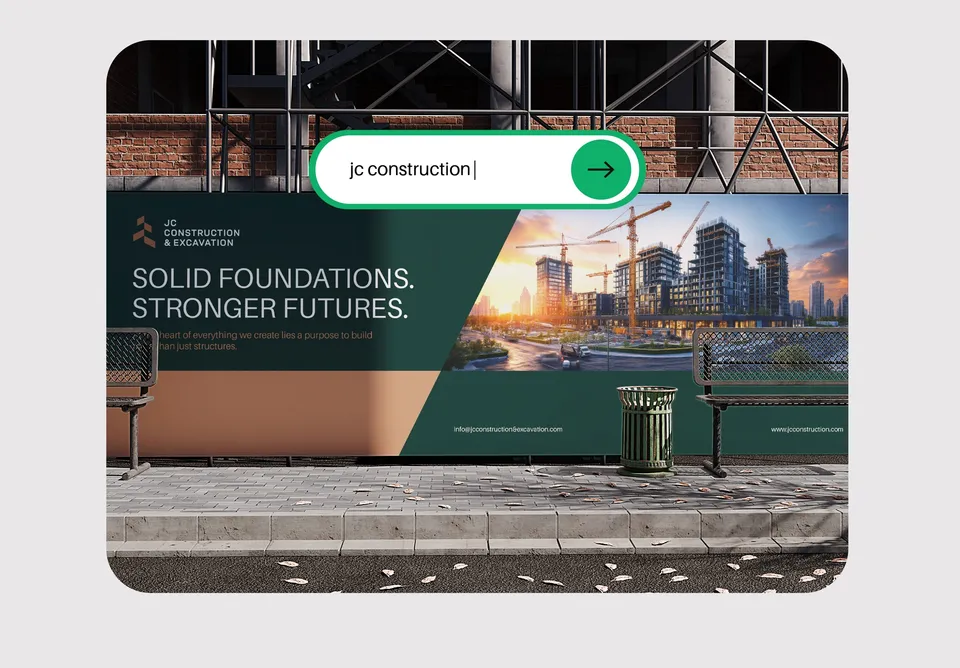 jc construction
JC
CONSTRUCTION
& EXCAVATION
SOLID FOUNDATIONS.
STRONGER FUTURES.
heart of everything we create lies a purpose to build
than just structures.
info@jcconstruction&excavation.com
www.jcconstruction.com